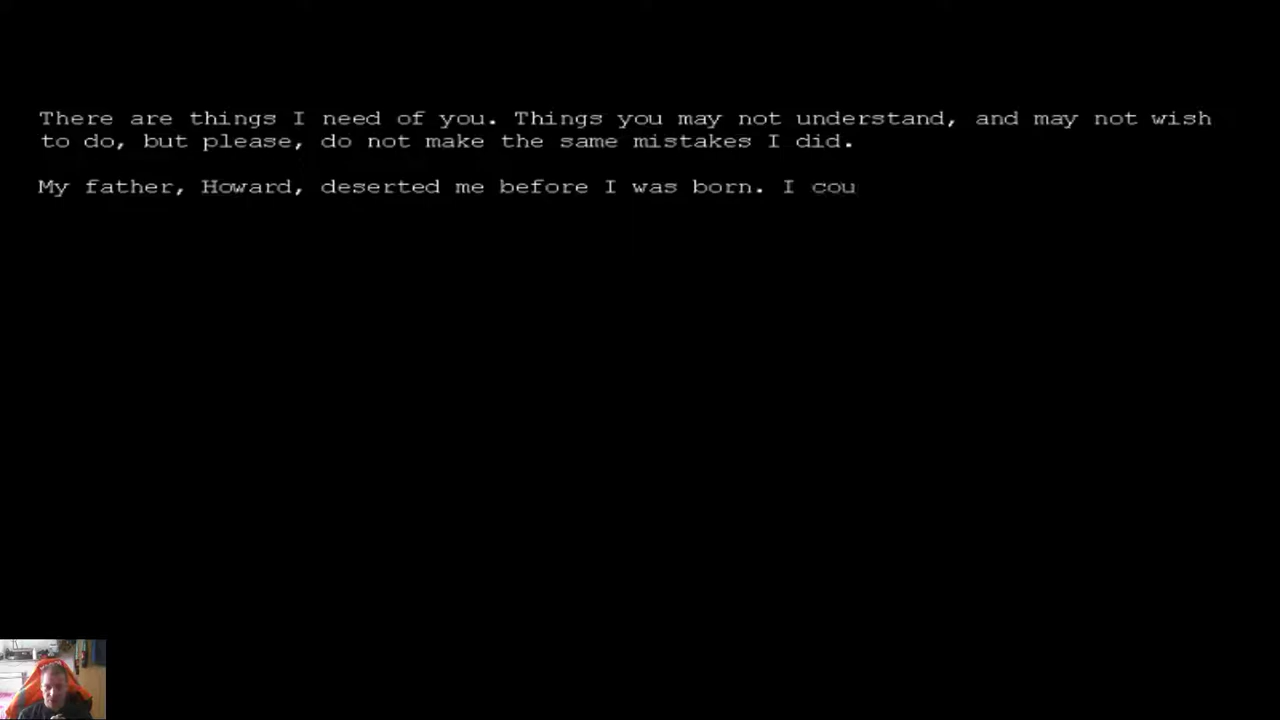 There are things I need of you. Things you may not understand, and may not wish
to do, but please, do not make the same mistakes I did.
My father, Howard, deserted me before I was born. I cou